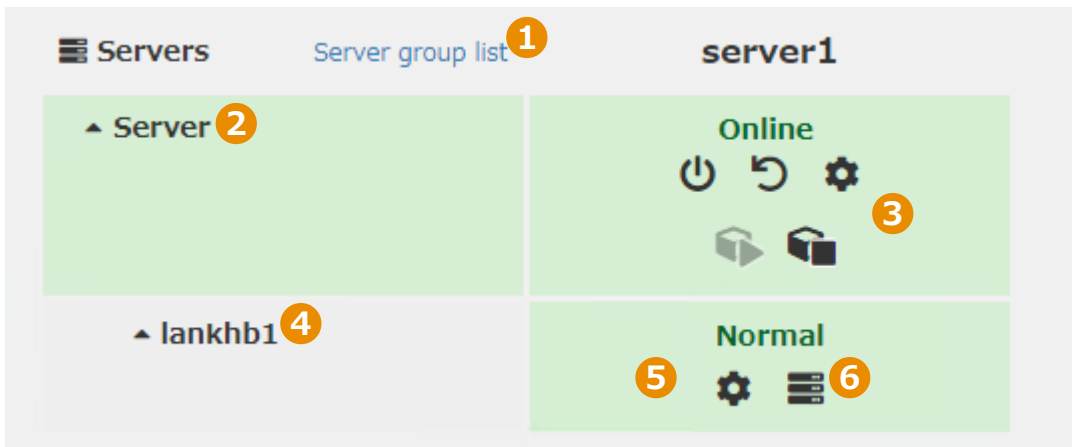 Servers Server group list 1 server1
Server 2 Online
3
lankhb1 4 Normal
5 6